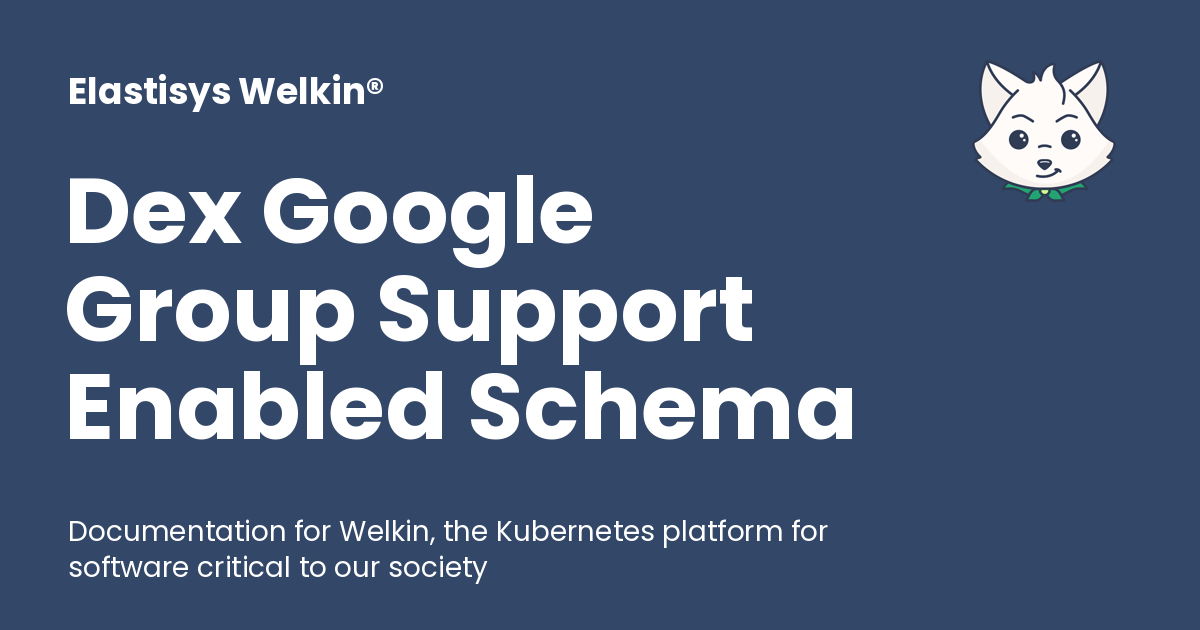 Elastisys Welkin®
Dex Google
Group Support
Enabled Schema
Documentation for Welkin, the Kubernetes platform for
software critical to our society